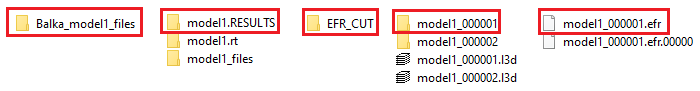 Balka_model1_files
model1.RESULTS
model1.rt
model1_files
EFR_CUT
model1_000001
model1_000002
model1_000001.l3d
model1_000002.l3d
model1_000001.efr
model1_000001.efr.00000